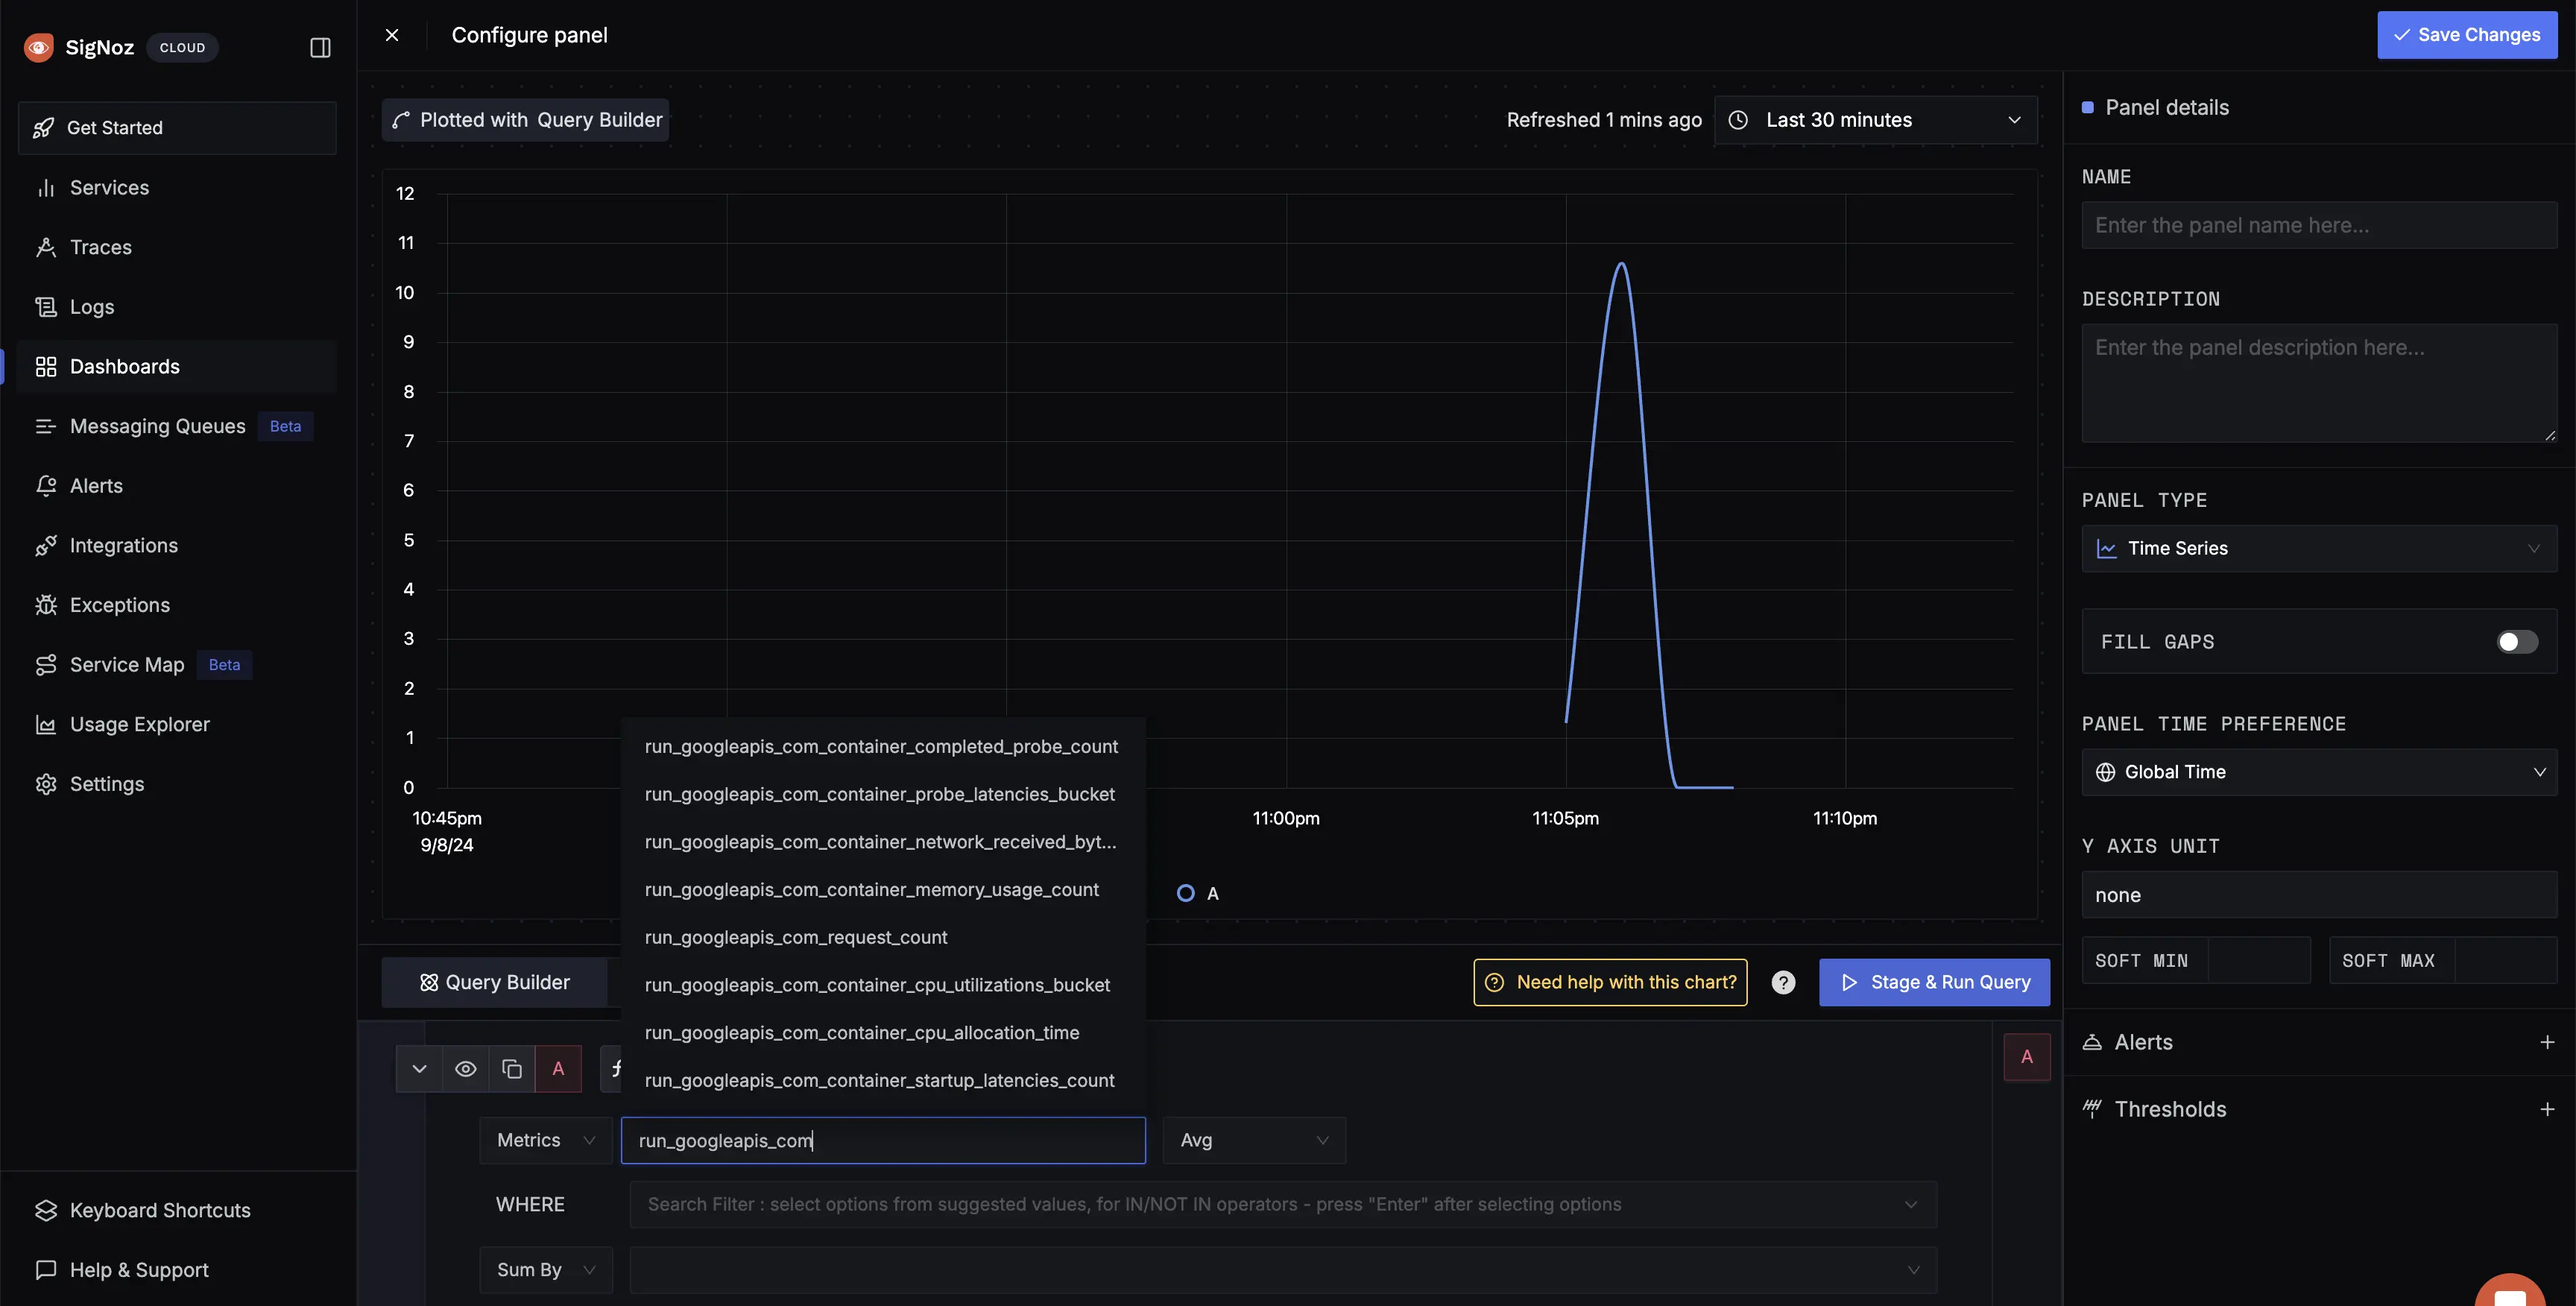 SigNoz CLOUD
Get Started
Services
Traces
Logs
Dashboards
Messaging Queues Beta
Alerts
Integrations
Exceptions
Service Map Beta
Usage Explorer
Settings
Keyboard Shortcuts
Help & Support
Configure panel
Save Changes
Plotted with Query Builder
Refreshed 1 mins ago
Last 30 minutes
12
11
10
9
8
7
6
5
4
3
2
1
0
10:45pm
9/8/24
11:00pm
11:05pm
11:10pm
A
run_googleapis_com_container_completed_probe_count
run_googleapis_com_container_probe_latencies_bucket
run_googleapis_com_container_network_received_byt...
run_googleapis_com_container_memory_usage_count
run_googleapis_com_request_count
run_googleapis_com_container_cpu_utilizations_bucket
run_googleapis_com_container_cpu_allocation_time
run_googleapis_com_container_startup_latencies_count
Query Builder
Need help with this chart?
?
Stage & Run Query
A
A
Metrics
run_googleapis_com
Avg
WHERE
Search Filter : select options from suggested values, for IN/NOT IN operators - press "Enter" after selecting options
Sum By
Panel details
NAME
Enter the panel name here...
DESCRIPTION
Enter the panel description here...
PANEL TYPE
Time Series
FILL GAPS
PANEL TIME PREFERENCE
Global Time
Y AXIS UNIT
none
SOFT MIN
SOFT MAX
Alerts
Thresholds